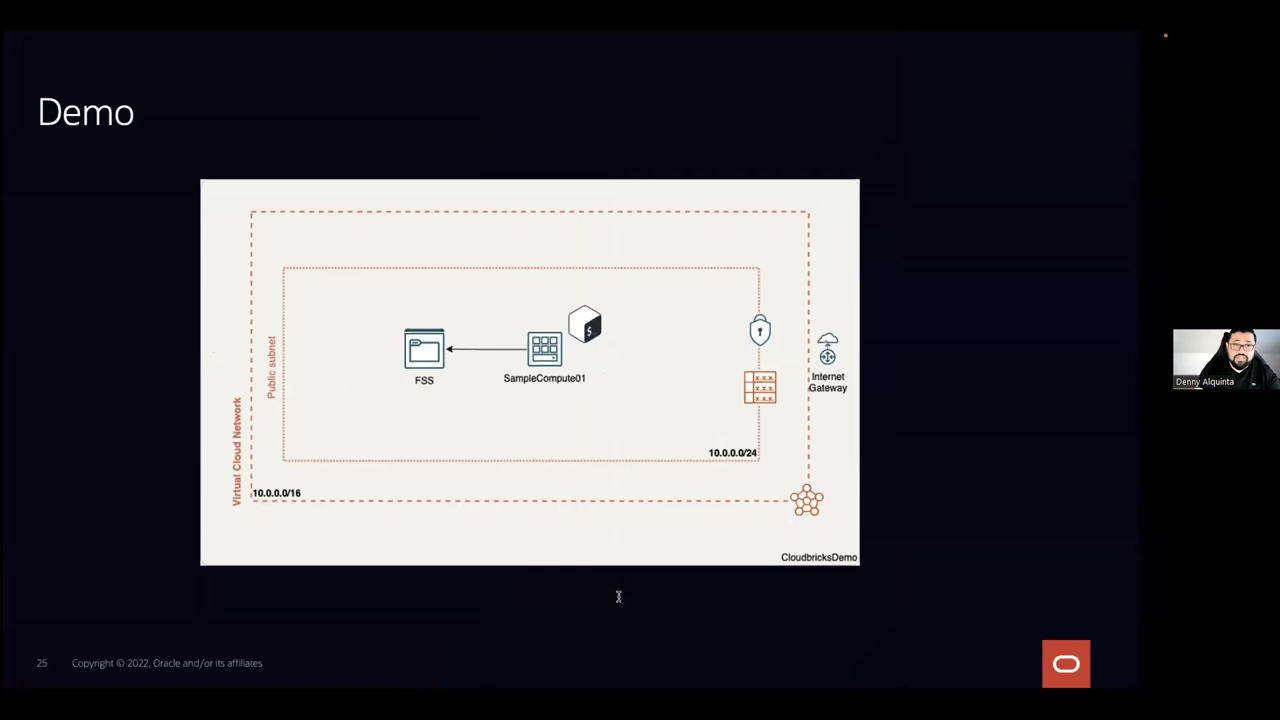 Demo
Virtual Cloud Network
Public subnet
FSS
$
SampleCompute01
x.x.x.
x.x.x.
x.x.x.
Internet
Gateway
10.0.0.0/24
10.0.0.0/16
CloudbricksDemo
Denny Alquinta
25
Copyright © 2022, Oracle and/or its affiliates